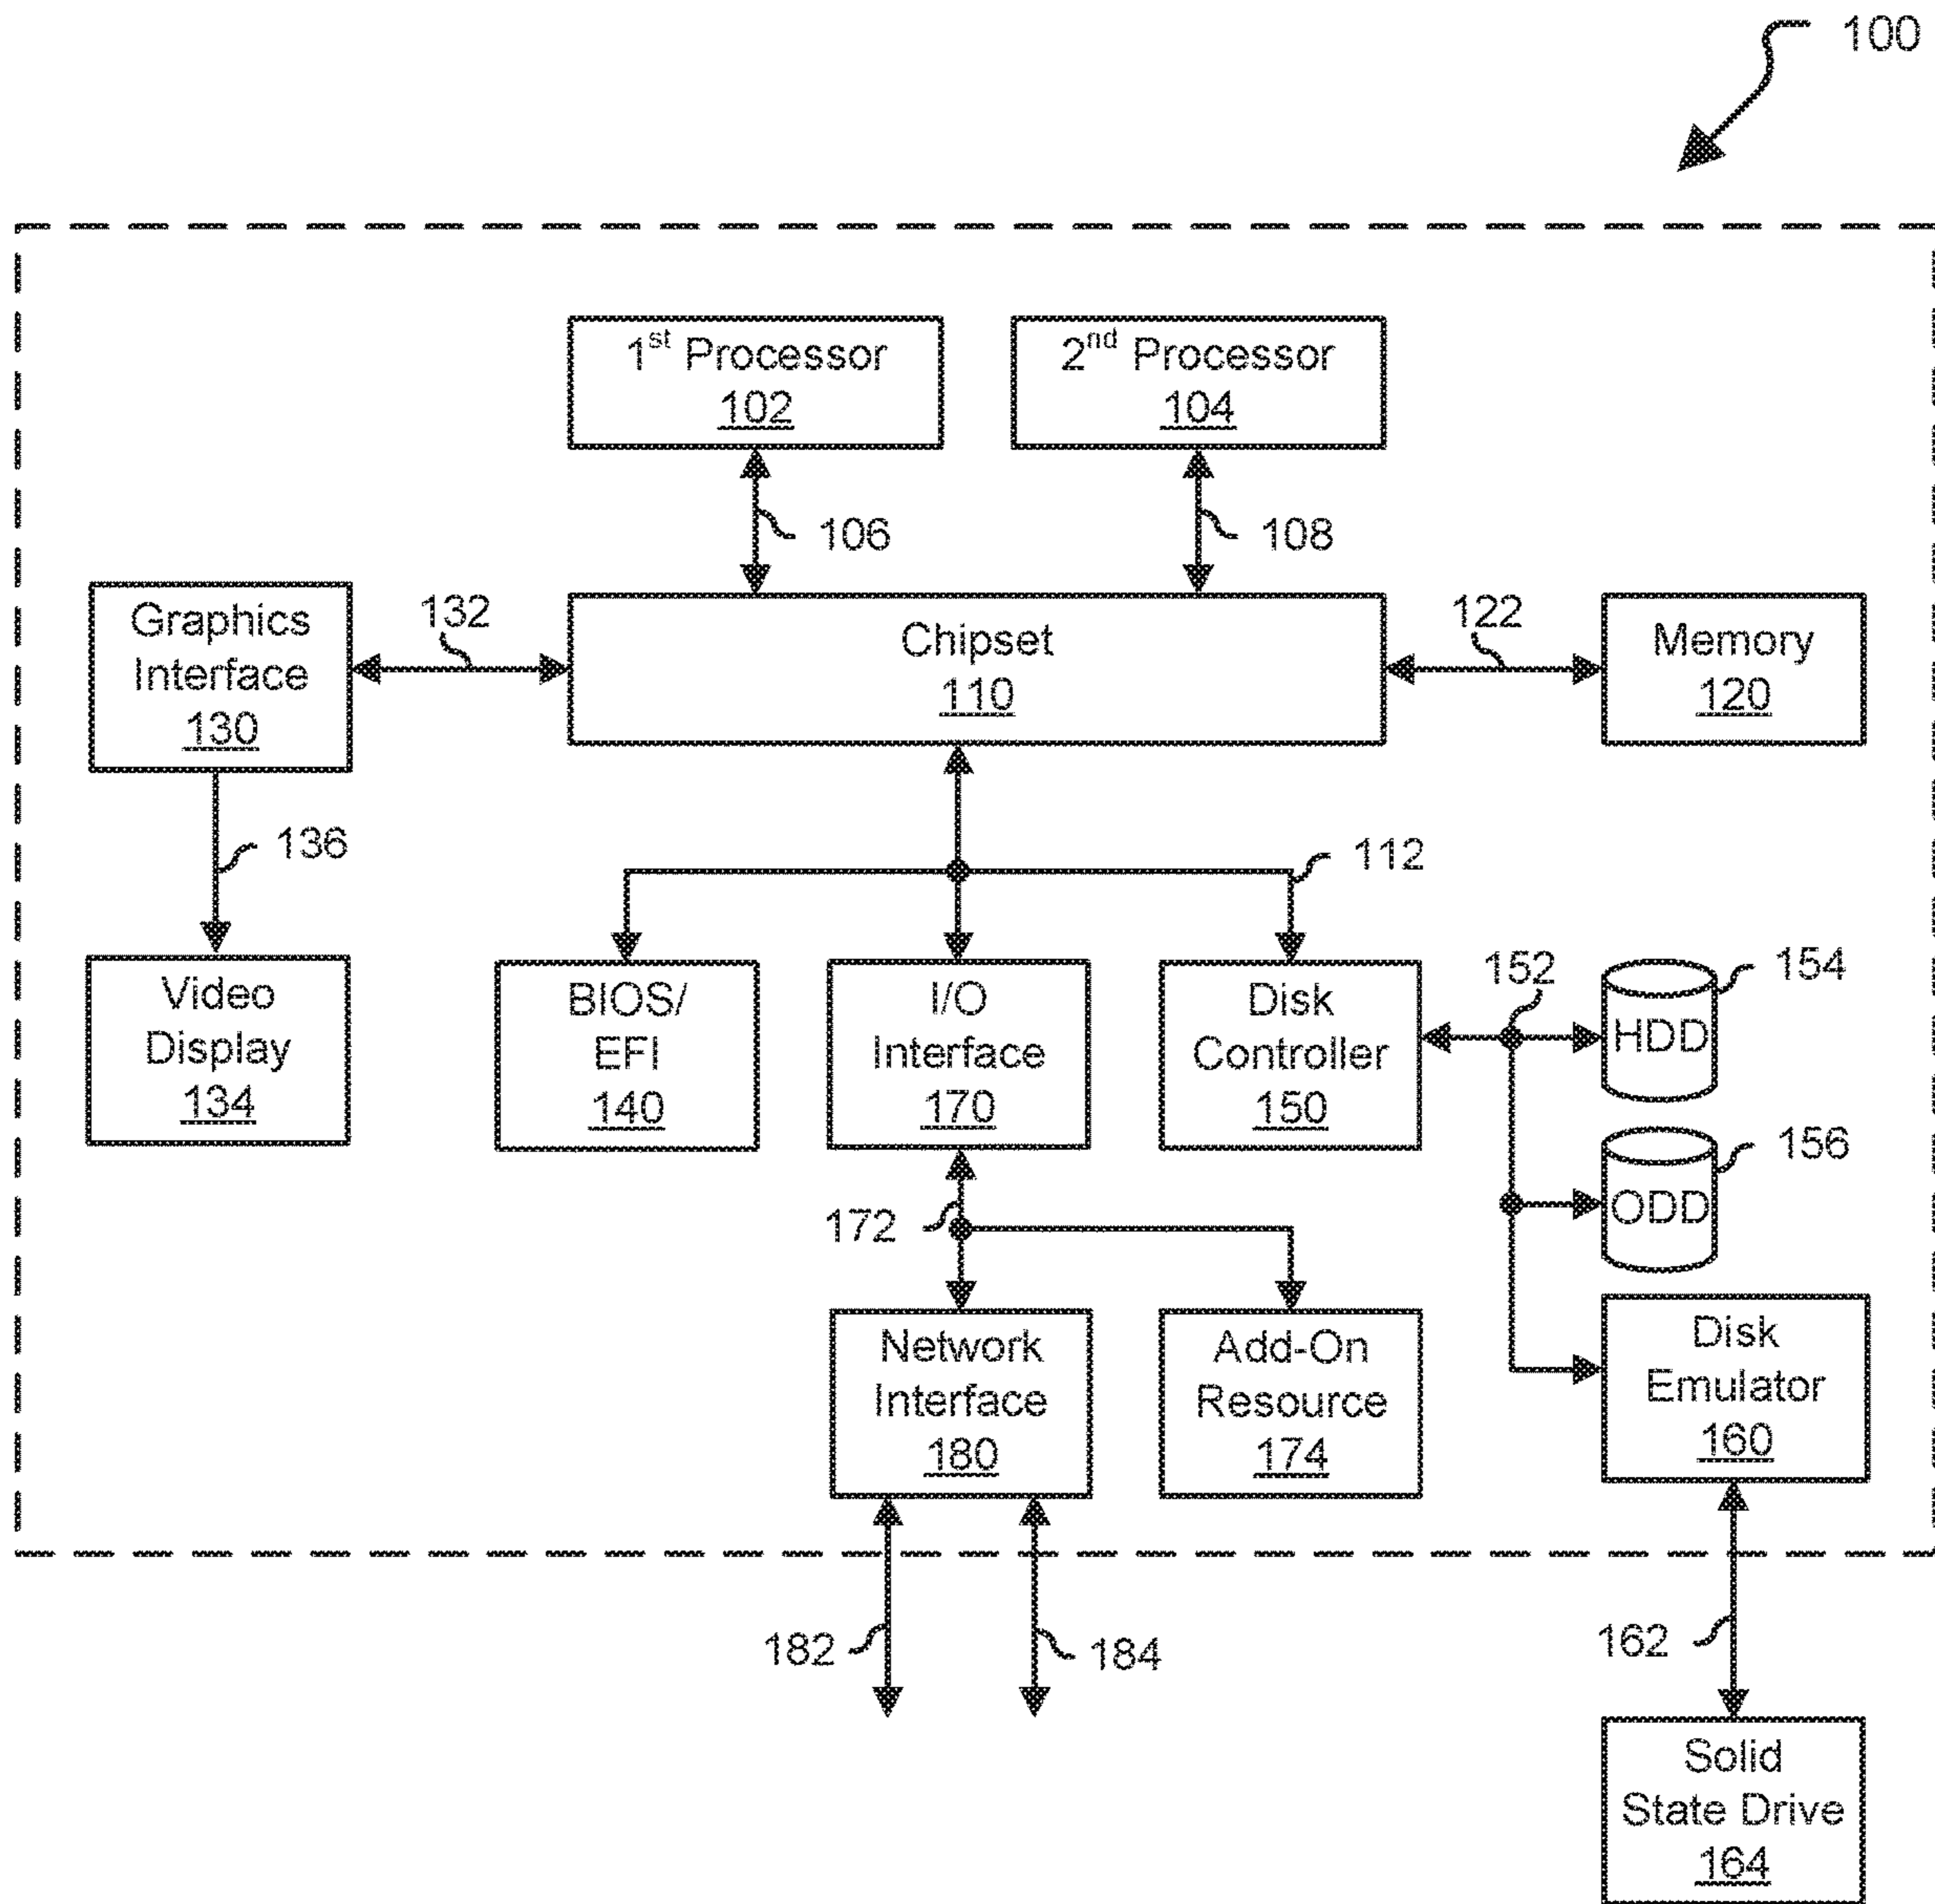 100
1st Processor
102
2nd Processor
104
106
108
Graphics
Interface
130
132
Chipset
110
122
Memory
120
136
112
Video
Display
134
BIOS/
EFI
140
I/O
Interface
170
Disk
Controller
150
152
HDD
154
ODD
156
172
Network
Interface
180
Add-On
Resource
174
Disk
Emulator
160
182
184
162
Solid
State Drive
164